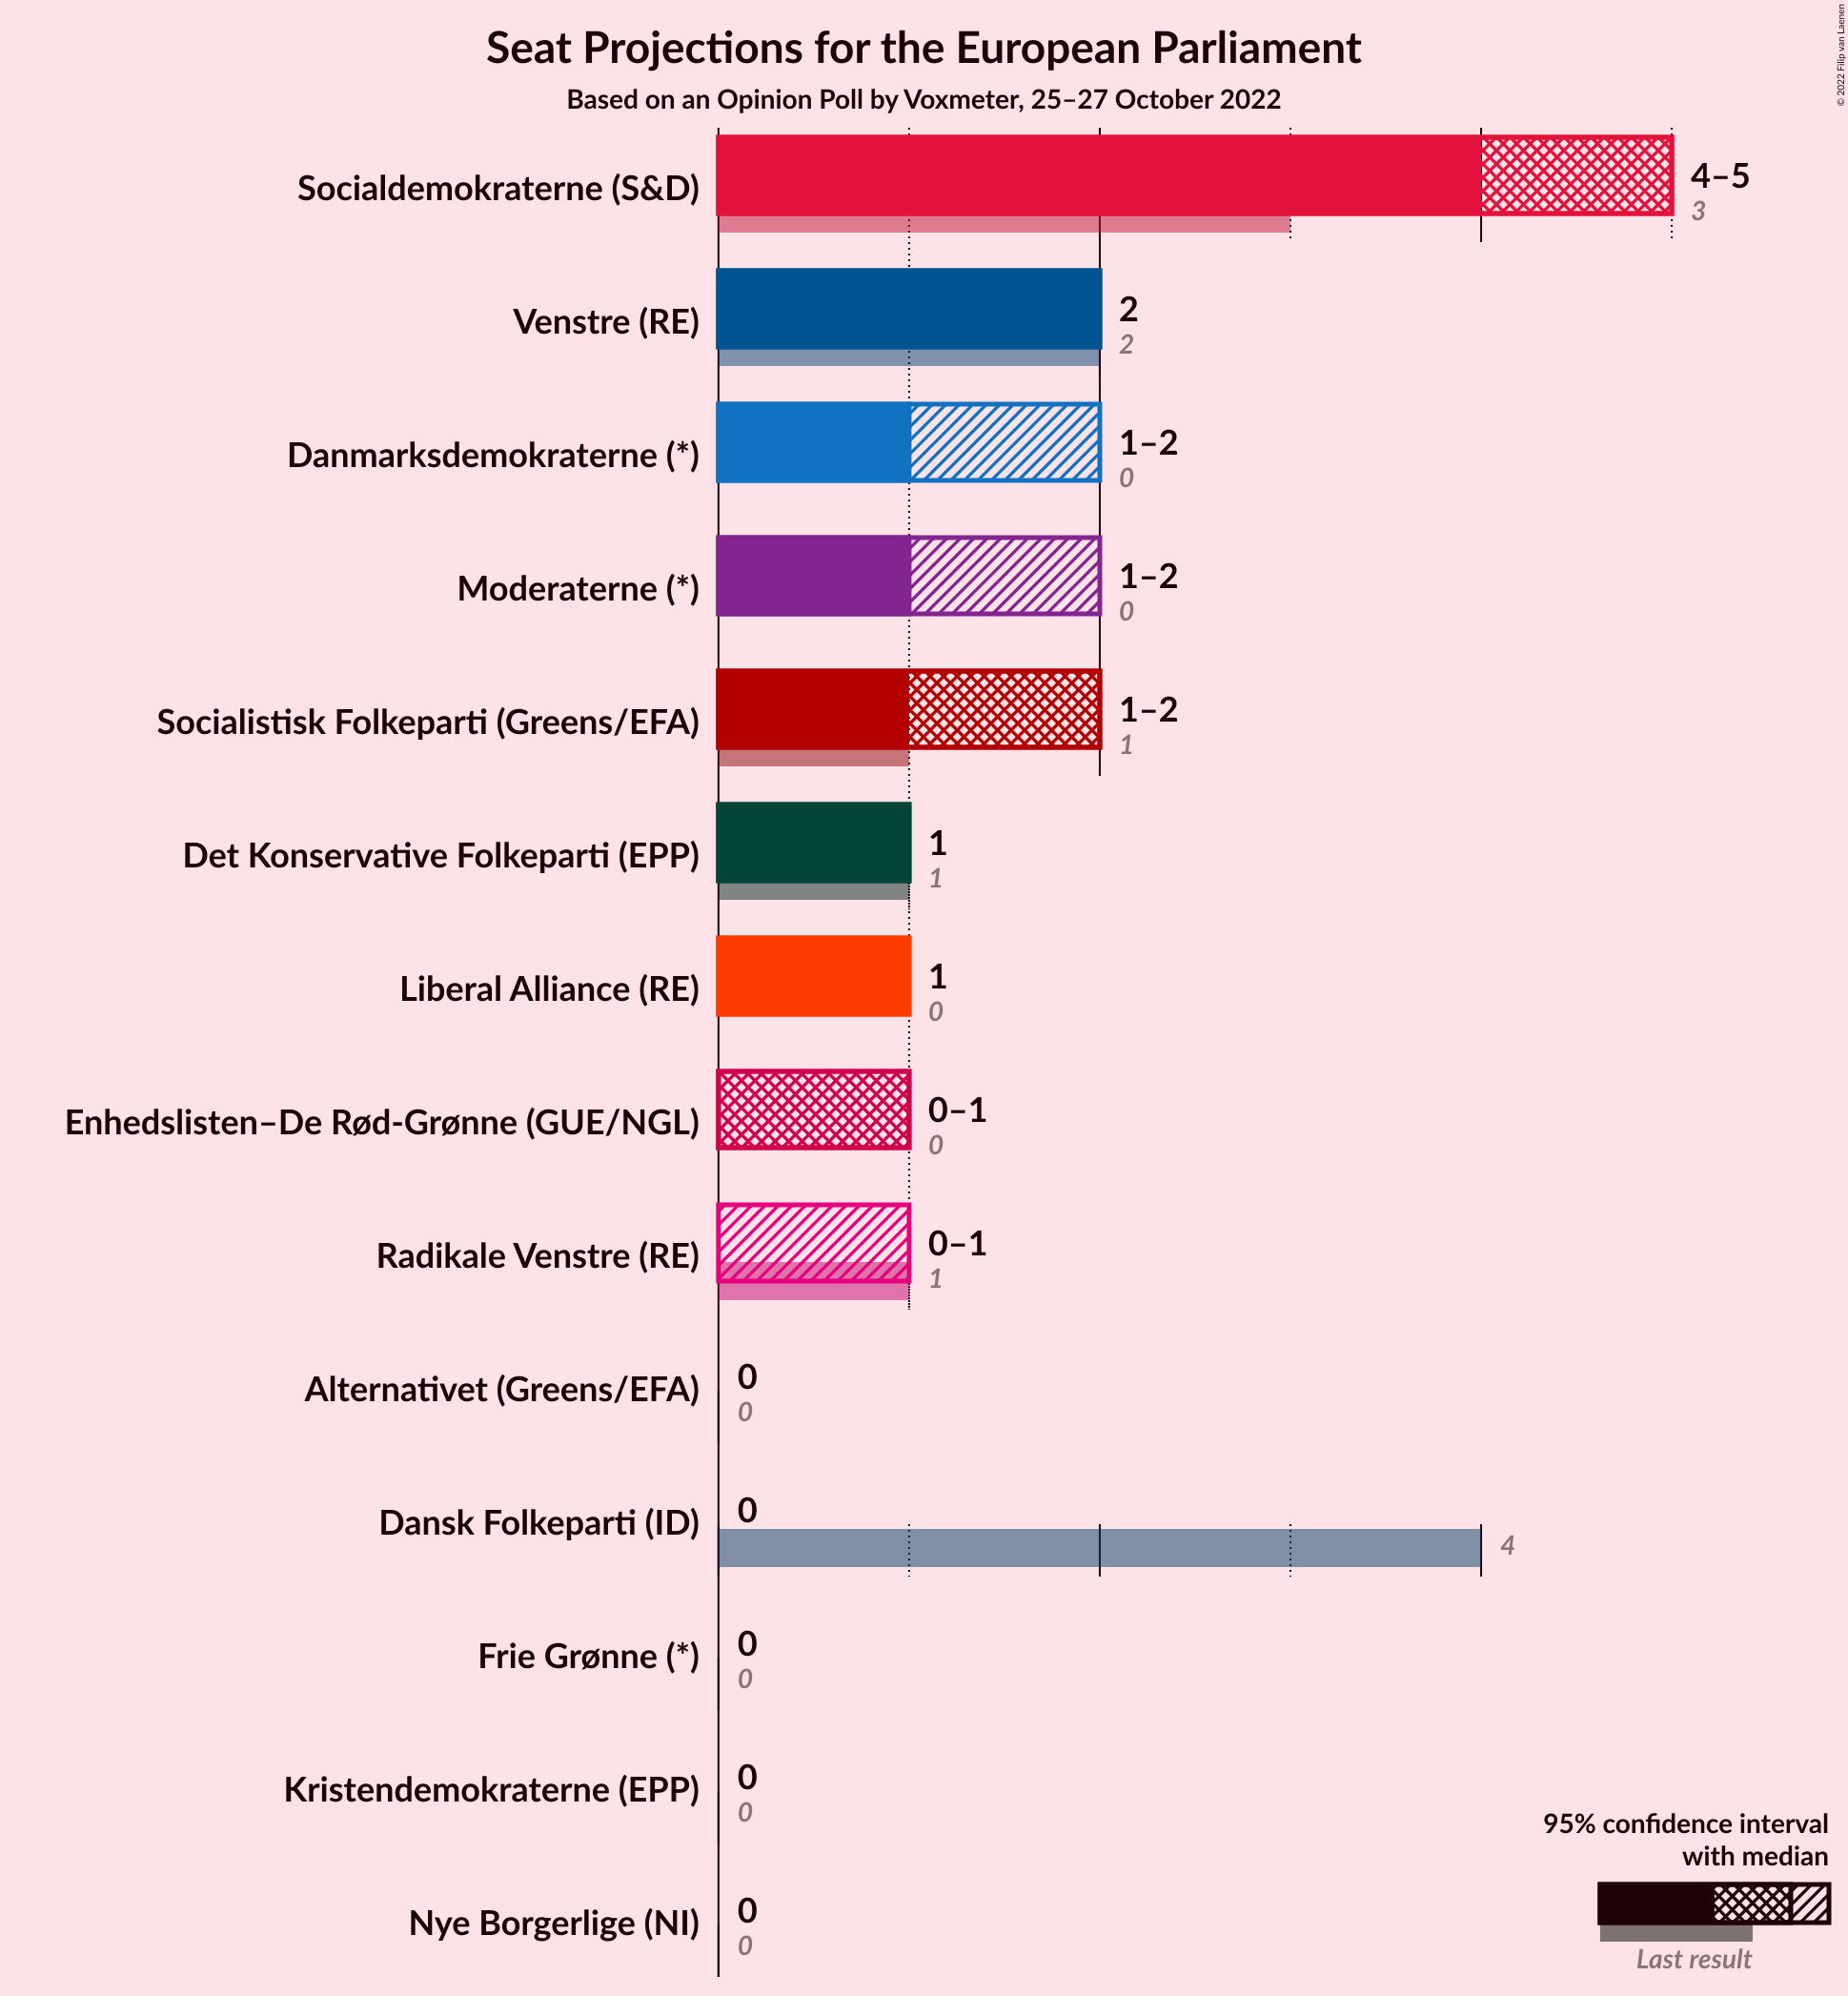 Seat Projections for the European Parliament
Based on an Opinion Poll by Voxmeter, 25–27 October 2022
© 2022 Filip van Laenen
Socialdemokraterne (S&D)
4–5
3
Venstre (RE)
2
2
Danmarksdemokraterne (*)
1–2
0
Moderaterne (*)
1–2
0
Socialistisk Folkeparti (Greens/EFA)
1–2
1
Det Konservative Folkeparti (EPP)
1
1
Liberal Alliance (RE)
1
0
Enhedslisten–De Rød-Grønne (GUE/NGL)
0–1
0
Radikale Venstre (RE)
0–1
1
Alternativet (Greens/EFA)
0
0
Dansk Folkeparti (ID)
0
4
Frie Grønne (*)
0
0
Kristendemokraterne (EPP)
0
0
Nye Borgerlige (NI)
0
0
95% confidence interval
with median
Last result